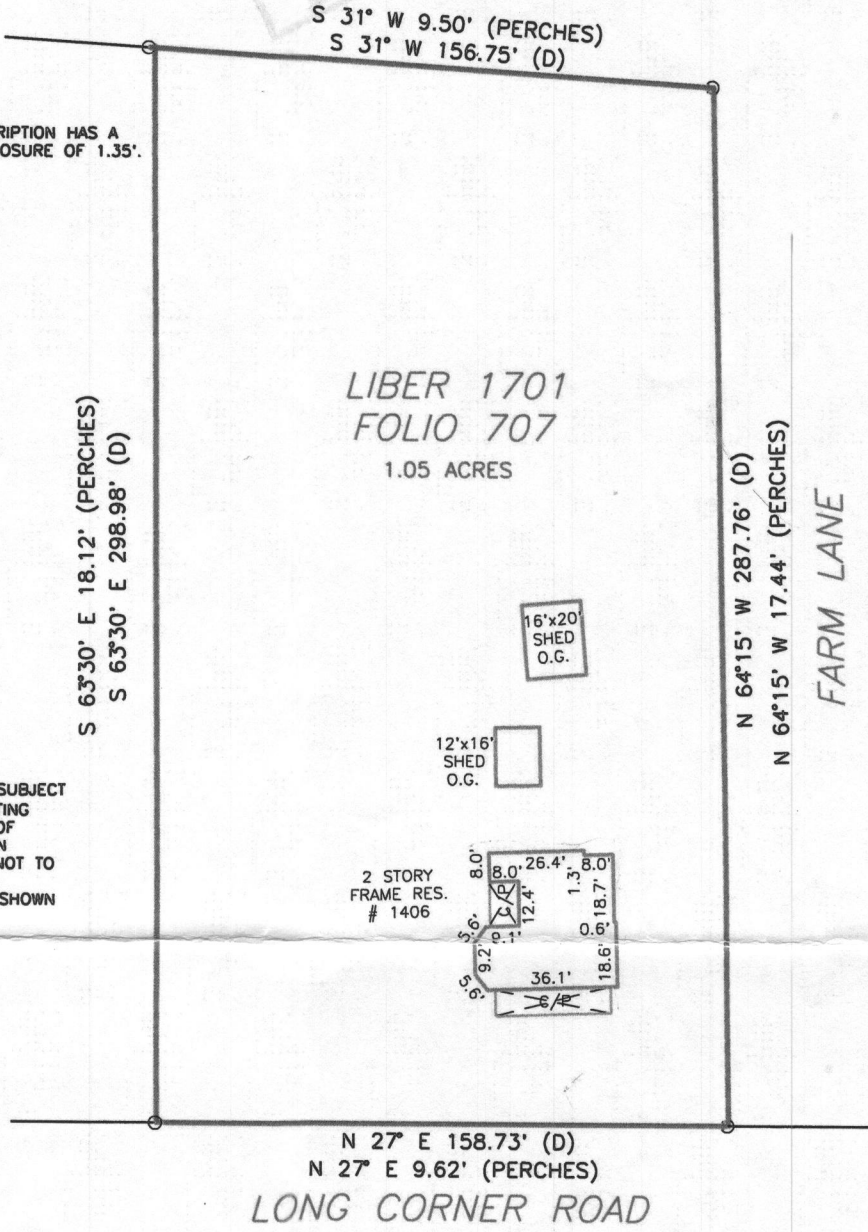 S 31° W 9.50' (PERCHES)
S 31° W 156.75' (D)
RIPTION HAS A
OSURE OF 1.35'.
LIBER 1701
FOLIO 707
1.05 ACRES
S 63°30' E 18.12' (PERCHES)
S 63°30' E 298.98' (D)
N 64°15' W 287.76' (D)
N 64°15' W 17.44' (PERCHES)
FARM LANE
16'x20'
SHED
O.G.
12'x16'
SHED
O.G.
SUBJECT
TING
OF
N
NOT TO
SHOWN
2 STORY
FRAME RES.
# 1406
8.0'
26.4'
8.0'
8.0'
1.3'
C/P
12.4'
18.7'
0.6'
9.2'
36.1'
18.6'
5.6'
C/P
N 27° E 158.73' (D)
N 27° E 9.62' (PERCHES)
LONG CORNER ROAD